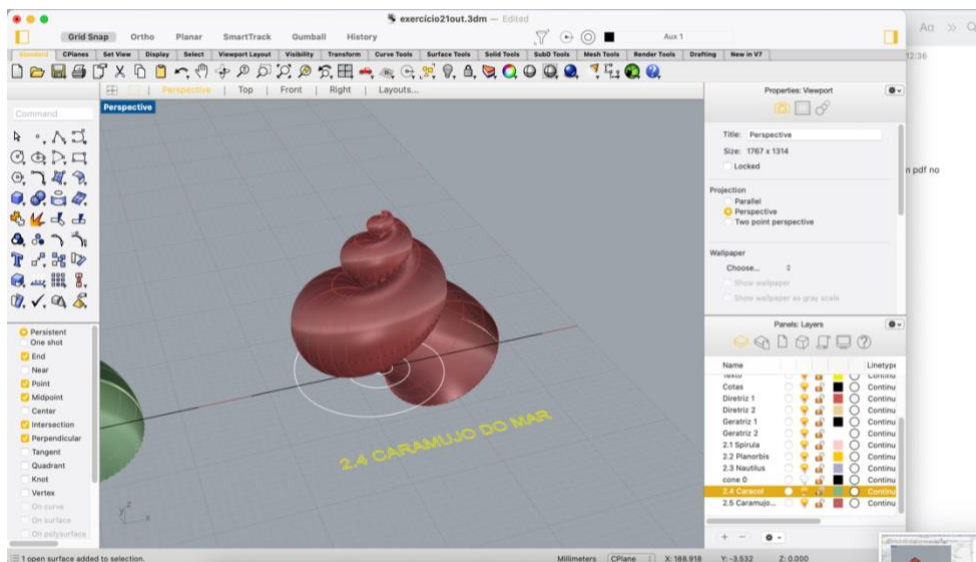 exercício21out.3dm — Edited
Grid Snap Ortho Planar SmartTrack Gumball History Aux 1
Standard CPlanes Set View Display Select Viewport Layout Visibility Transform Curve Tools Surface Tools Solid Tools SubD Tools Mesh Tools Render Tools Drafting New in V7
Perspective Top Front Right Layouts...
Command
Perspective
2.4 CARAMUJO DO MAR
z
x
Persistent
One shot
End
Near
Point
Midpoint
Center
Intersection
Perpendicular
Tangent
Quadrant
Knot
Vertex
On curve
On surface
On polysurface
Properties: Viewport
Title: Perspective
Size: 1767 x 1314
Locked
Projection
Parallel
Perspective
Two point perspective
Wallpaper
Choose...
Show wallpaper
Show wallpaper as gray scale
Panels: Layers
Name Linetype
Texto Continu
Cotas Continu
Diretriz 1 Continu
Diretriz 2 Continu
Geratriz 1 Continu
Geratriz 2 Continu
2.1 Spirula Continu
2.2 Planorbis Continu
2.3 Nautilus Continu
cone 0 Continu
2.4 Caracol Continu
2.5 Caramujo... Continu
1 open surface added to selection.
Millimeters CPlane X: 188.918 Y: -3.532 Z: 0.000
Aa
12:36
n pdf no